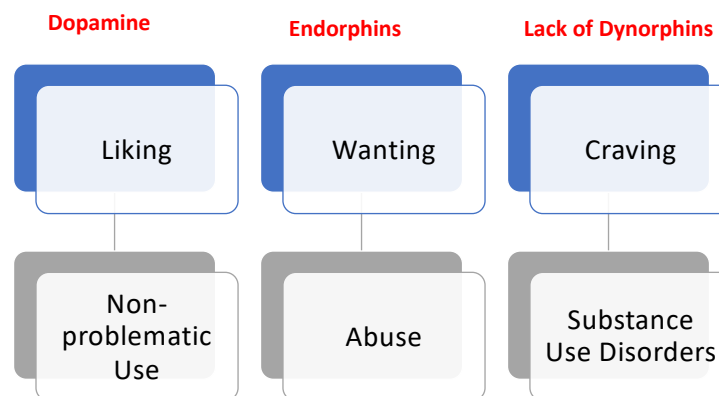 Dopamine
Endorphins
Lack of Dynorphins
Liking
Wanting
Craving
Non-
problematic
Use
Abuse
Substance
Use Disorders